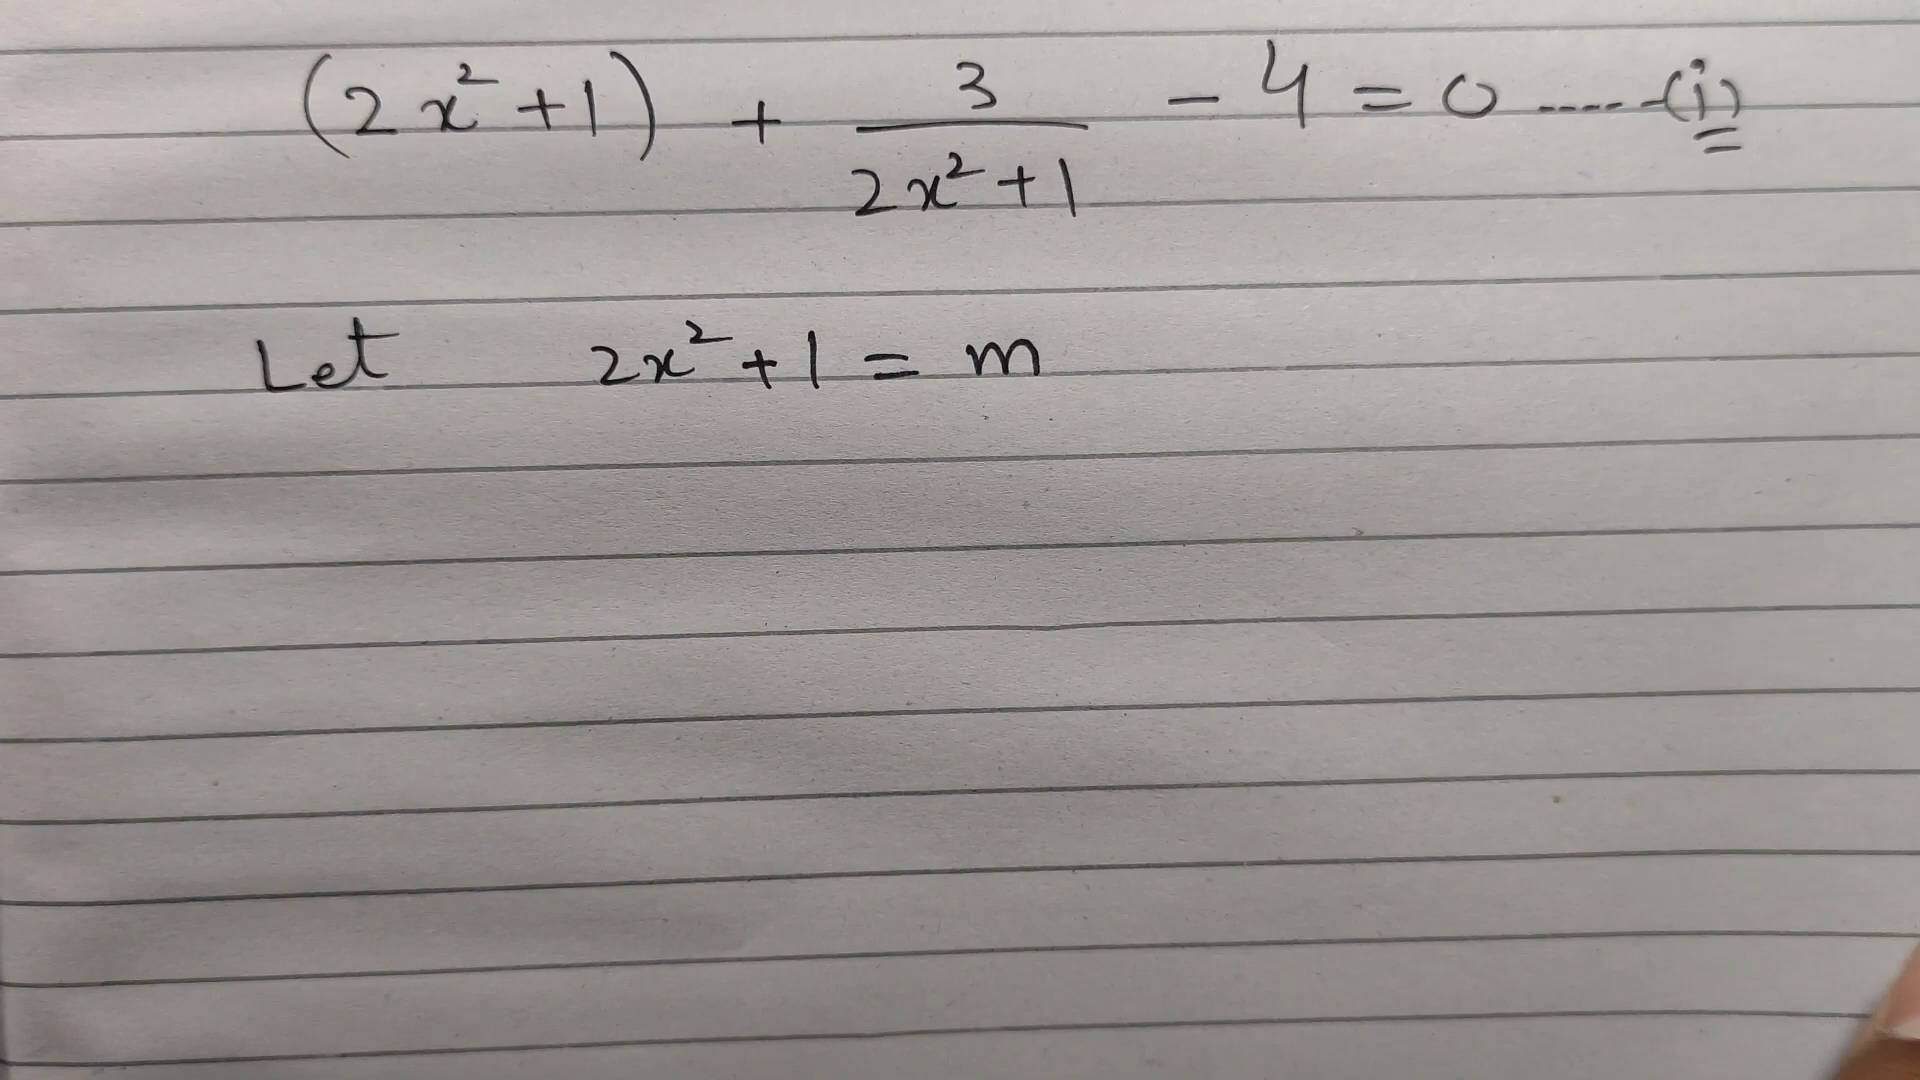 (2x² + 1) + 3/(2x² + 1) - 4 = 0 ----- (i)
Let 2x² + 1 = m